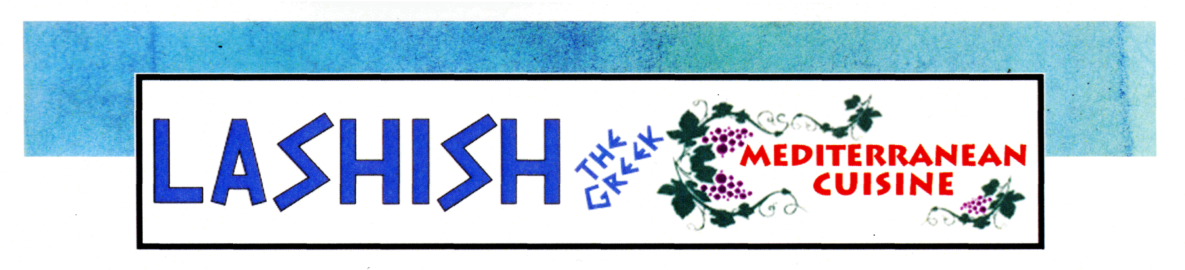 LASHISH
THE
GREEK
MEDITERRANEAN
CUISINE